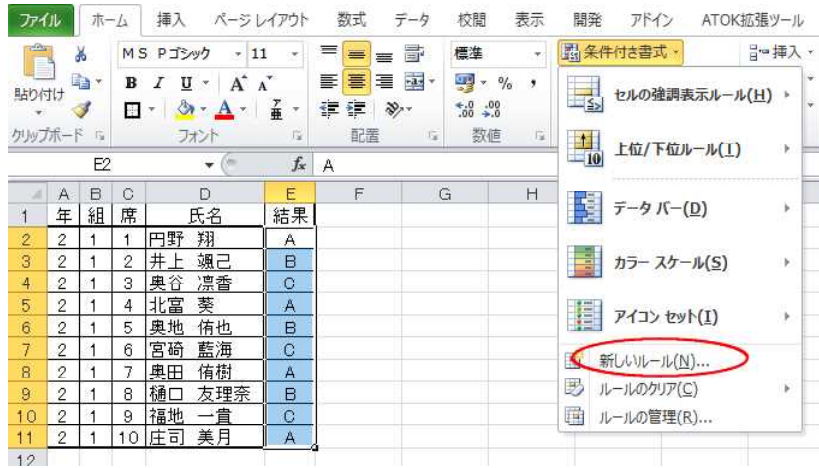 ファイル ホーム 挿入 ページ レイアウト 数式 データ 校閲 表示 開発 アドイン ATOK拡張ツール
貼り付け
MS Pゴシック 11
標準
条件付き書式
挿入
B I U A A
% ,
クリップボード フォント 配置 数値
セルの強調表示ルール(H)
上位/下位ルール(T)
データ バー(D)
カラー スケール(S)
アイコン セット(I)
新しいルール(N)...
ルールのクリア(C)
ルールの管理(R)...
E2 fx A
A B C D E F G H
1 年 組 席 氏名 結果
2 2 1 1 円野 翔 A
3 2 1 2 井上 颯己 B
4 2 1 3 奥谷 凛香 C
5 2 1 4 北富 葵 A
6 2 1 5 奥地 侑也 B
7 2 1 6 宮碕 藍海 C
8 2 1 7 奥田 侑樹 A
9 2 1 8 樋口 友理奈 B
10 2 1 9 福地 一貴 C
11 2 1 10 庄司 美月 A
12